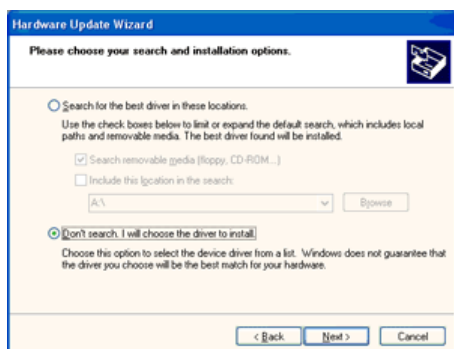 Hardware Update Wizard
Please choose your search and installation options.
Search for the best driver in these locations.
Use the check boxes below to limit or expand the default search, which includes local
paths and removable media. The best driver found will be installed.
Search removable media (floppy, CD-ROM...)
Include this location in the search:
A:\
Browse
Don't search. I will choose the driver to install.
Choose this option to select the device driver from a list. Windows does not guarantee that
the driver you choose will be the best match for your hardware.
< Back
Next >
Cancel